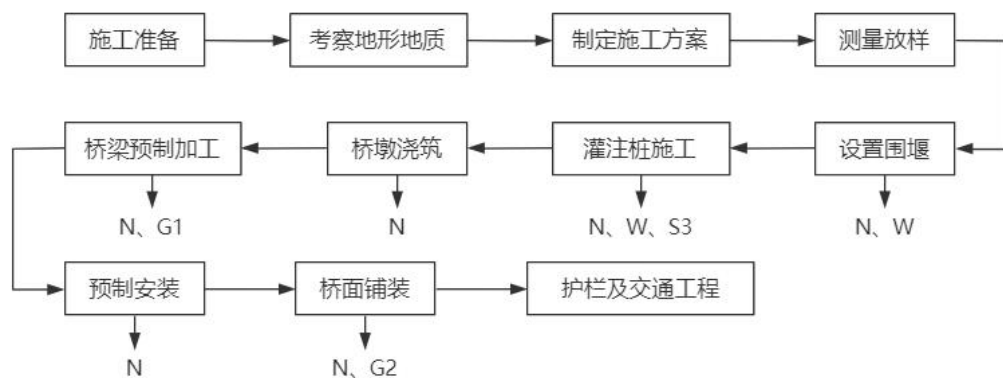 施工准备
考察地形地质
制定施工方案
测量放样
桥梁预制加工
桥墩浇筑
灌注桩施工
设置围堰
N、G1
N
N、W、S3
N、W
预制安装
桥面铺装
护栏及交通工程
N
N、G2